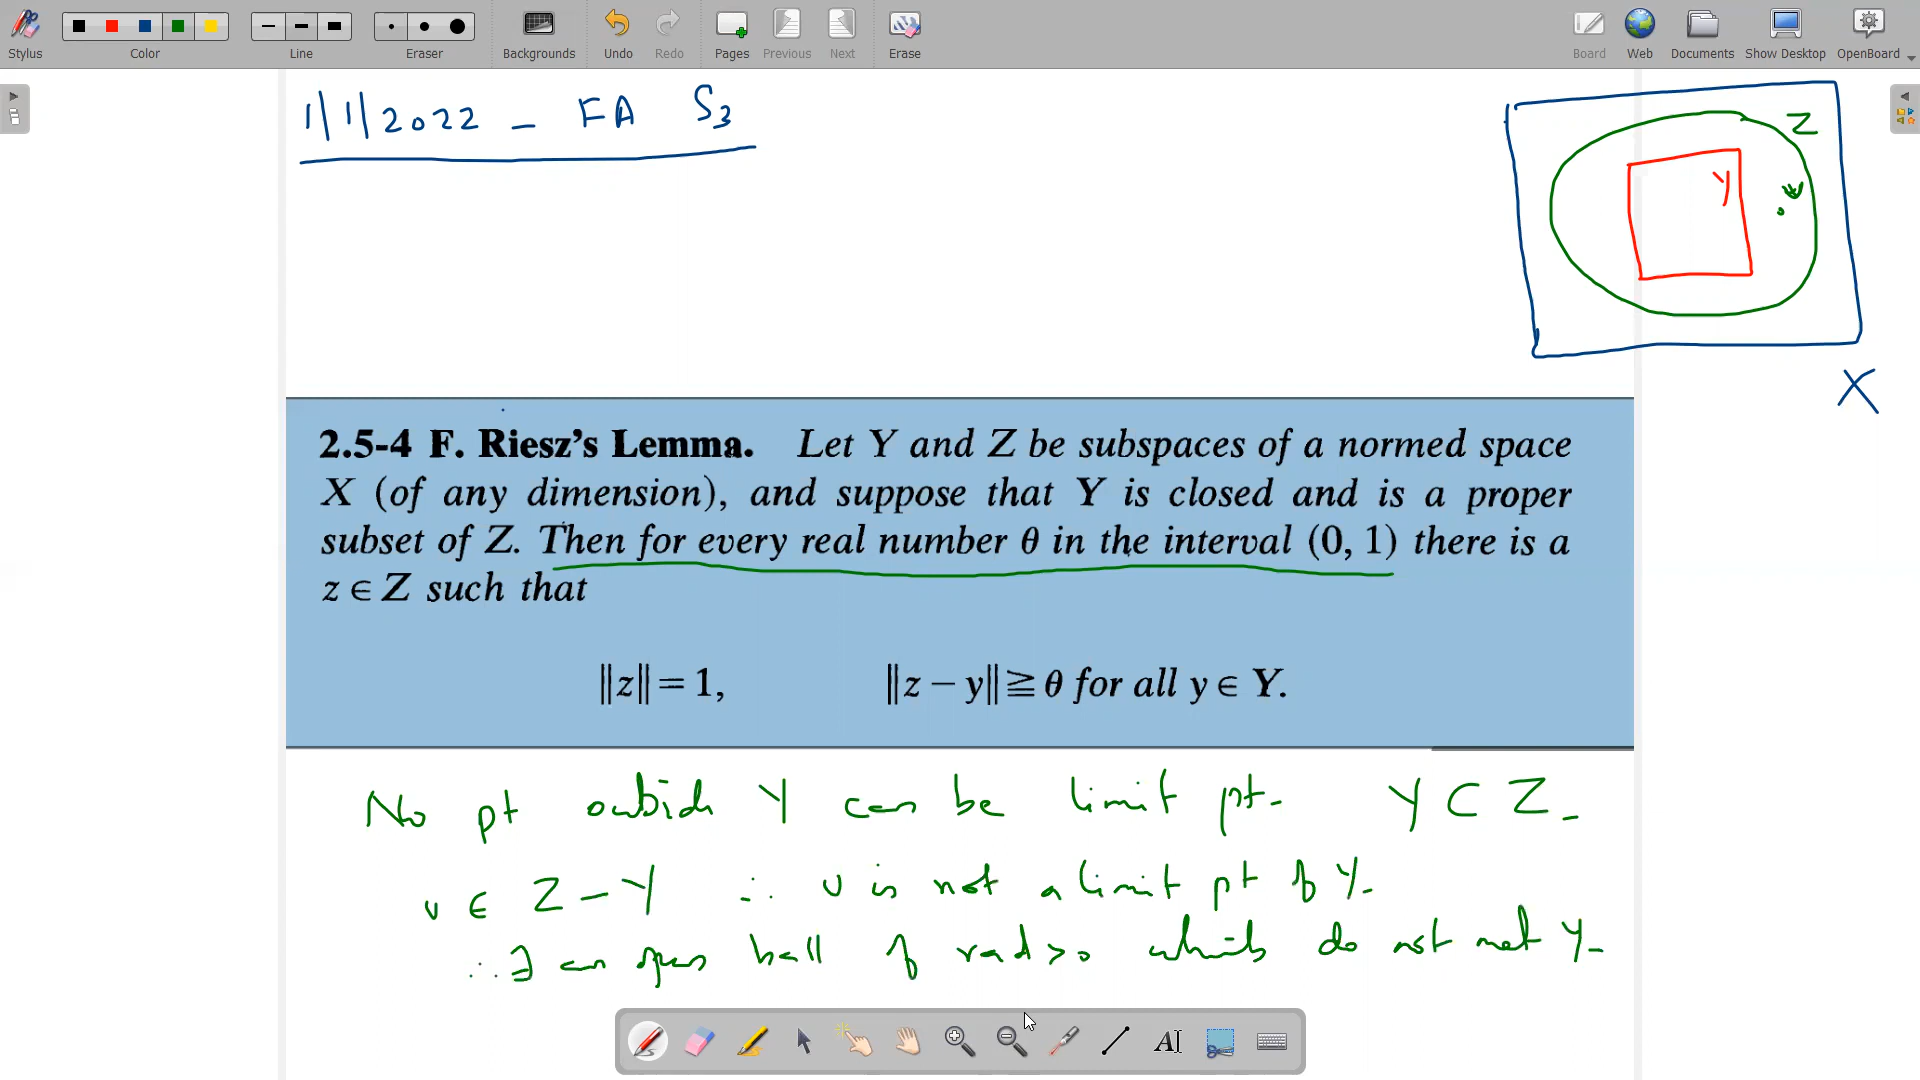 Stylus Color Line Eraser Backgrounds Undo Redo Pages Previous Next Erase Board Web Documents Show Desktop OpenBoard
1/1/2022 - FA S3
Z
Y
X
2.5-4 F. Riesz's Lemma. Let Y and Z be subspaces of a normed space
X (of any dimension), and suppose that Y is closed and is a proper
subset of Z. Then for every real number θ in the interval (0, 1) there is a
z ∈ Z such that
‖z‖ = 1, ‖z − y‖ ≧ θ for all y ∈ Y.
No pt outside Y can be limit pt. Y ⊂ Z.
v ∈ Z − Y ∴ v is not a limit pt of Y.
∴ ∃ an open ball of rad > 0 which do not meet Y.